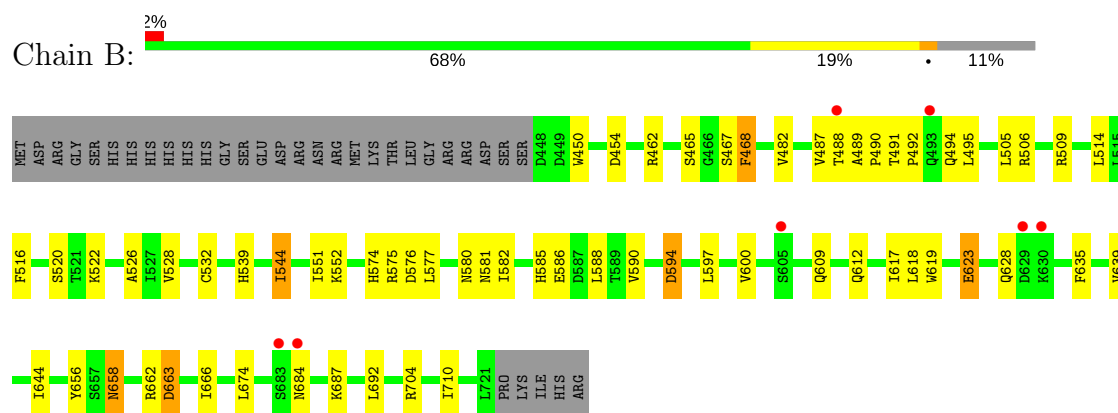 2%
Chain B:
68% 19% • 11%
MET ASP ARG GLY SER HIS HIS HIS HIS HIS HIS GLY SER GLU ASP ARG ASN ARG MET LYS THR LEU GLY ARG ARG ASP SER SER D448 D449 W450 D454 R462 S465 G466 S467 F468 V482 V487 T488 A489 P490 T491 P492 Q493 Q494 L495 L505 R506 R509 L514 L515
F516 S520 T521 K522 A526 I527 V528 C532 H539 I544 I551 K552 H574 R575 D576 L577 N580 N581 I582 H585 E586 D587 L588 T589 V590 D594 L597 V600 S605 Q609 Q612 I617 L618 W619 E623 Q628 D629 K630 F635 V639
I644 Y656 S657 N658 R662 D663 I666 L674 S683 N684 K687 L692 R704 I710 L721 PRO LYS ILE HIS ARG